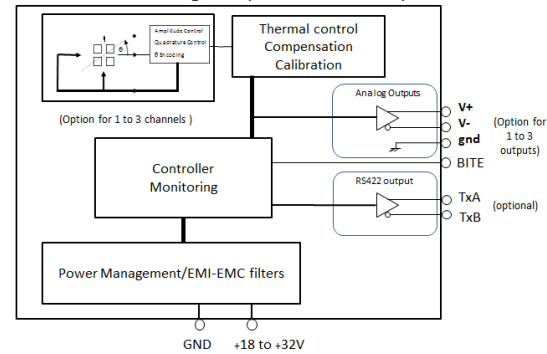 Amplitude Control
Quadrature Control
θ Encoding
θ
Thermal control
Compensation
Calibration
(Option for 1 to 3 channels )
Analog Outputs
V+
V-
gnd
(Option for
1 to 3
outputs)
BITE
Controller
Monitoring
RS422 output
TxA
TxB
(optional)
Power Management/EMI-EMC filters
GND
+18 to +32V